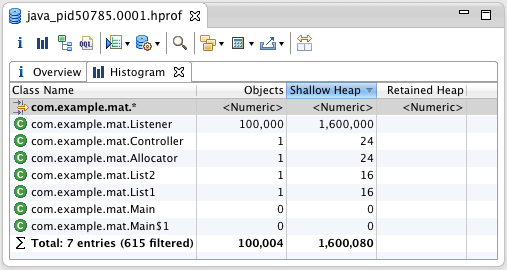 java_pid50785.0001.hprof
i OQL
i Overview Histogram
Class Name Objects Shallow Heap Retained Heap
com.example.mat.* <Numeric> <Numeric> <Numeric>
C com.example.mat.Listener 100,000 1,600,000
C com.example.mat.Controller 1 24
C com.example.mat.Allocator 1 24
C com.example.mat.List2 1 16
C com.example.mat.List1 1 16
C com.example.mat.Main 0 0
C com.example.mat.Main$1 0 0
Σ Total: 7 entries (615 filtered) 100,004 1,600,080